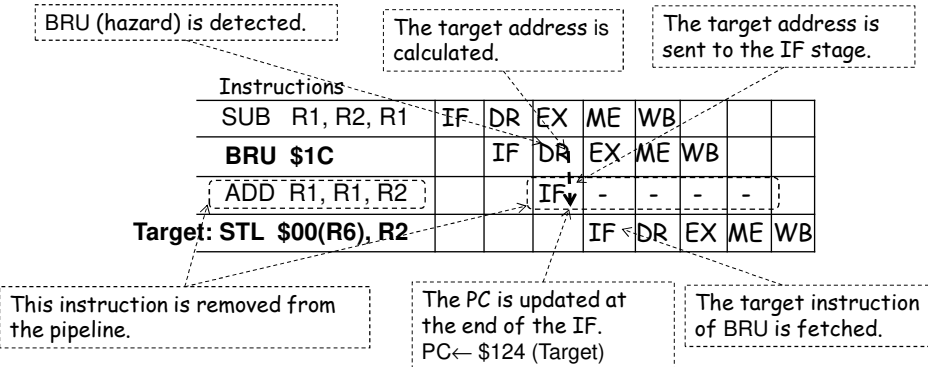 BRU (hazard) is detected.
The target address is
calculated.
The target address is
sent to the IF stage.
Instructions
SUB R1, R2, R1 IF DR EX ME WB
BRU $1C IF DR EX ME WB
ADD R1, R1, R2 IF - - - -
Target: STL $00(R6), R2 IF DR EX ME WB
This instruction is removed from
the pipeline.
The PC is updated at
the end of the IF.
PC← $124 (Target)
The target instruction
of BRU is fetched.